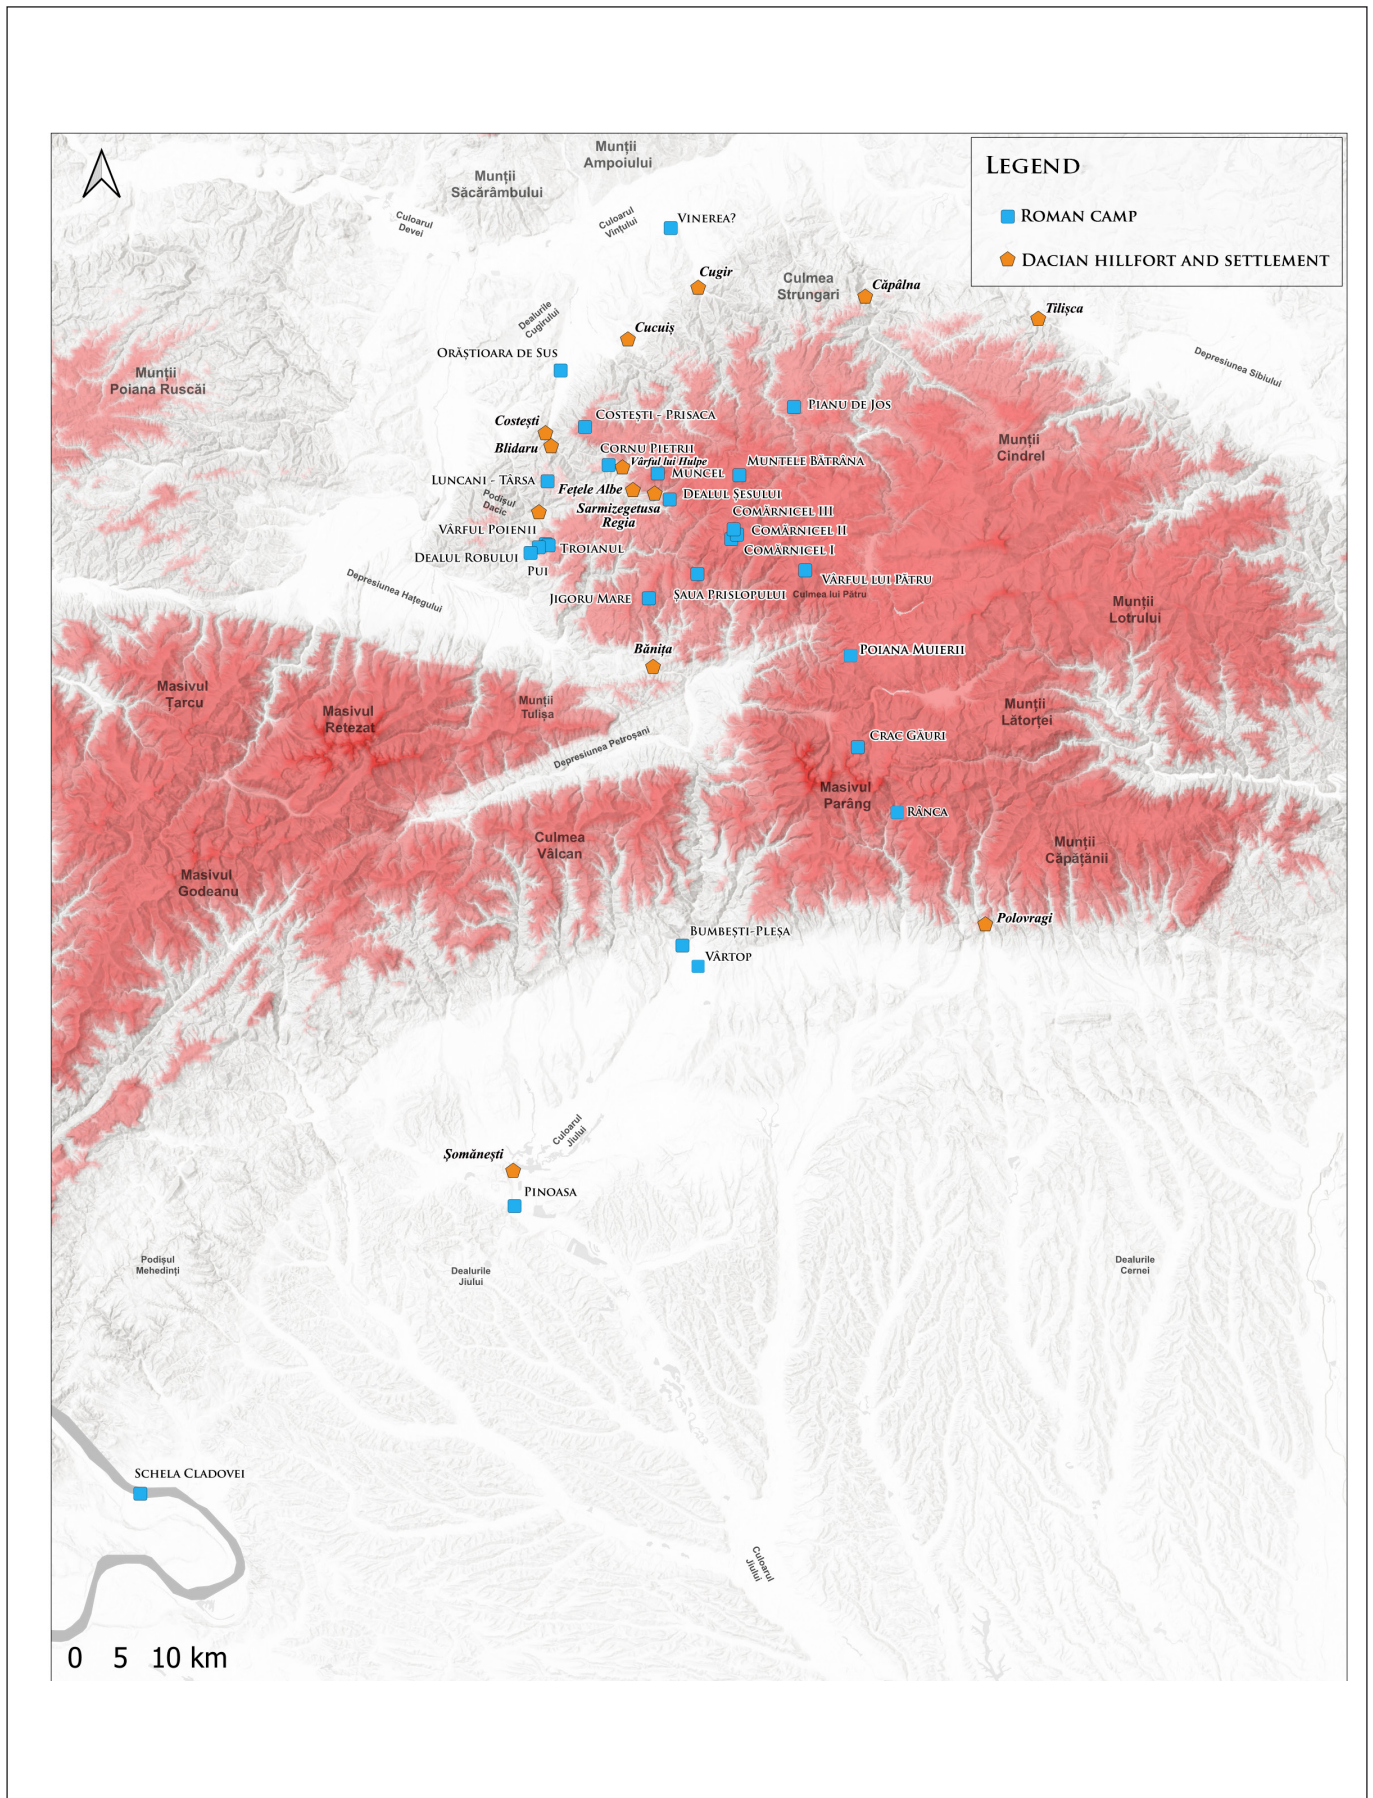 Munții
Ampoiului
LEGEND
Munții
Săcărâmbului
Culoarul
Devei
Culoarul
Vințului
VINEREA?
ROMAN CAMP
DACIAN HILLFORT AND SETTLEMENT
Cugir
Culmea
Strungari
Căpâlna
Tilișca
Dealurile
Cugirului
Cucuiș
ORĂȘTIOARA DE SUS
Depresiunea Sibiului
Munții
Poiana Ruscăi
PIANU DE JOS
COSTEȘTI - PRISACA
Costești
Blidaru
CORNU PIETRII
Vârful lui Hulpe
MUNCEL
MUNTELE BĂTRÂNA
Munții
Cindrel
LUNCANI - TÂRSA
Fețele Albe
DEALUL ȘESULUI
Podișul
Dacic
Sarmizegetusa
Regia
COMĂRNICEL III
VÂRFUL POIENII
COMĂRNICEL II
TROIANUL
COMĂRNICEL I
DEALUL ROBULUI
PUI
VÂRFUL LUI PĂTRU
Culmea lui Pătru
Depresiunea Hațegului
JIGORU MARE
ȘAUA PRISLOPULUI
Munții
Lotrului
Bănița
POIANA MUIERII
Masivul
Țarcu
Masivul
Retezat
Munții
Tulișa
Munții
Lătorței
Depresiunea Petroșani
CRAC GĂURI
Masivul
Parâng
RÂNCA
Culmea
Vâlcan
Munții
Căpățânii
Masivul
Godeanu
Polovragi
BUMBEȘTI-PLEȘA
VÂRTOP
Culoarul
Jiului
Șomănești
PINOASA
Podișul
Mehedinți
Dealurile
Jiului
Dealurile
Cernei
SCHELA CLADOVEI
Culoarul
Jiului
0 5 10 km